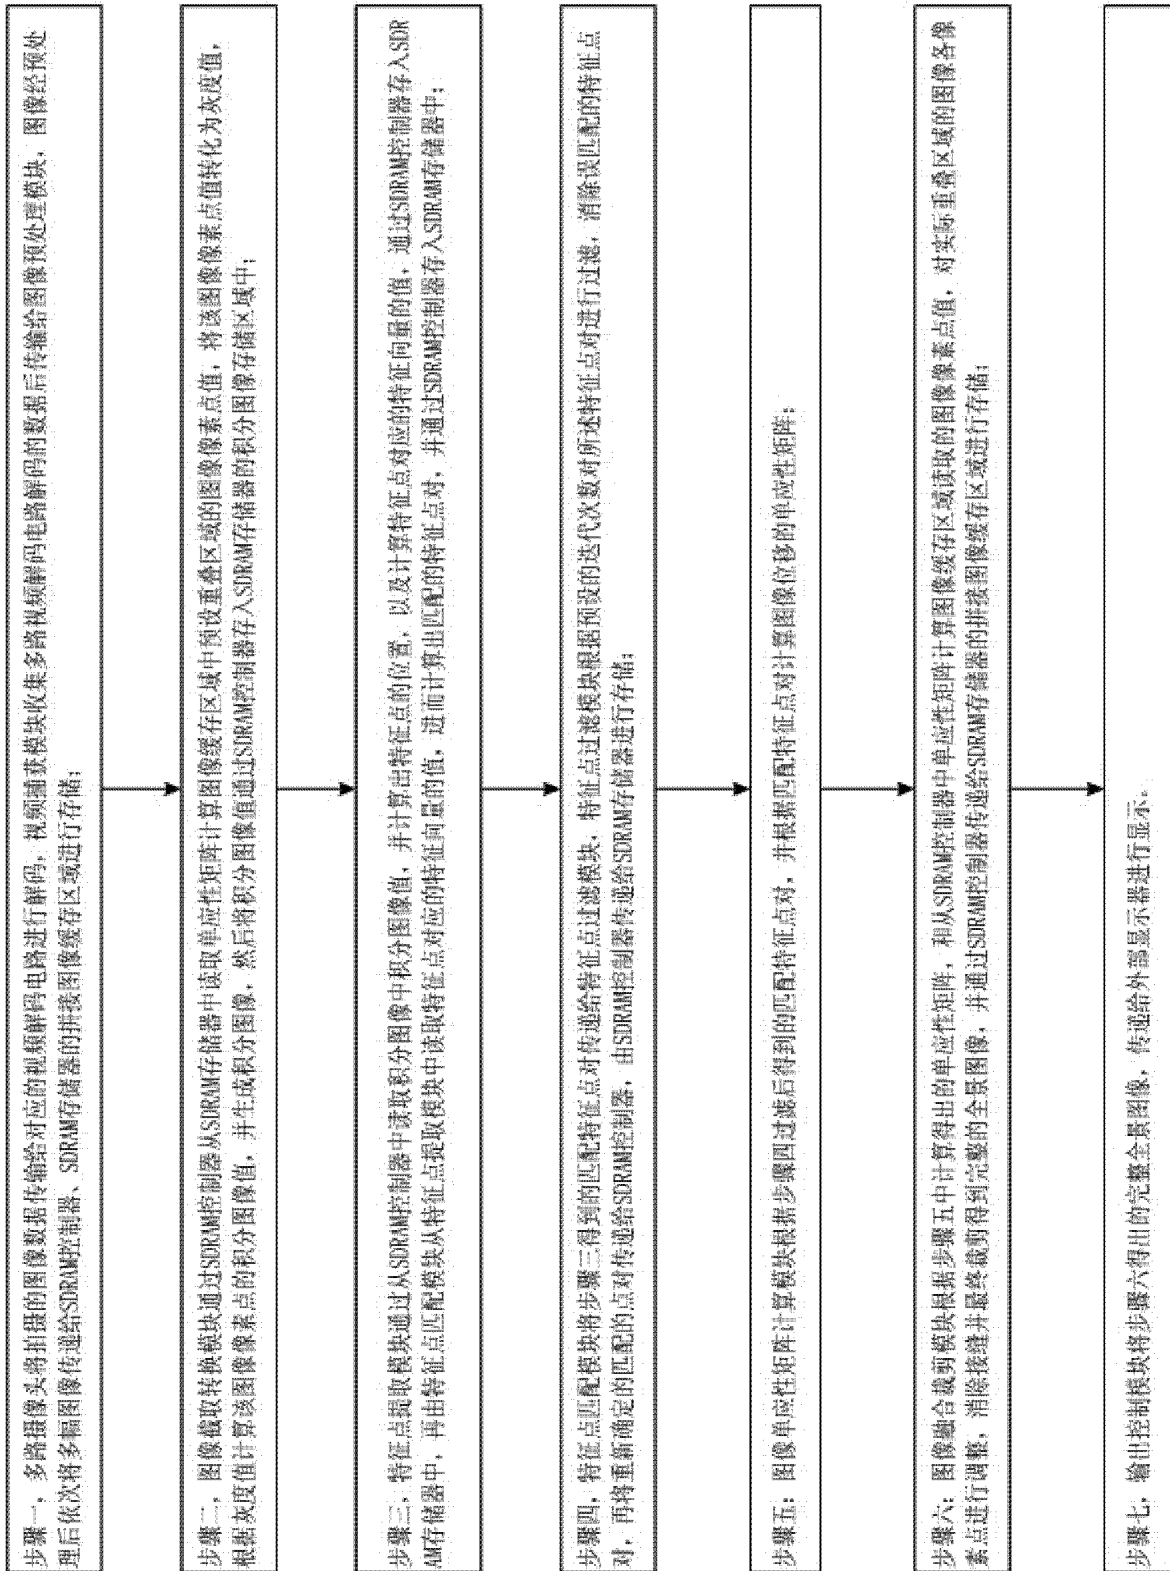 步骤一，多路摄像头将拍摄的图像数据传输给对应的视频解码电路进行解码，视频捕获模块收集多路视频解码电路解码的数据后传输给图像预处理模块，图像经预处
理后依次将多幅图像传递给SDRAM控制器、SDRAM存储器的拼接图像缓存区域进行存储；
步骤二，图像截取转换模块通过SDRAM控制器从SDRAM存储器中读取单应性矩阵计算图像缓存区域中预设重叠区域的图像像素点值，将该图像像素点值转化为灰度值，
根据灰度值计算该图像像素点的积分图像值，并生成积分图像，然后将积分图像值通过SDRAM控制器存入SDRAM存储器的积分图像存储区域中；
步骤三，特征点提取模块通过从SDRAM控制器中读取积分图像中积分图像值，并计算出特征点的位置，以及计算特征点对应的特征向量的值，通过SDRAM控制器存入SDR
AM存储器中，再由特征点匹配模块从特征点提取模块中读取特征点对应的特征向量的值，进而计算出匹配的特征点对，并通过SDRAM控制器存入SDRAM存储器中；
步骤四，特征点匹配模块将步骤三得到的匹配特征点对传递给特征点过滤模块，特征点过滤模块根据预设的迭代次数对所述特征点对进行过滤，消除误匹配的特征点
对，再将重新确定的匹配的点对传递给SDRAM控制器，由SDRAM控制器传递给SDRAM存储器进行存储；
步骤五；图像单应性矩阵计算模块根据步骤四过滤后得到的匹配特征点对，并根据匹配特征点对计算图像位移的单应性矩阵；
步骤六；图像融合裁剪模块根据步骤五中计算得出的单应性矩阵，和从SDRAM控制器中单应性矩阵计算图像缓存区域读取的图像像素点值，对实际重叠区域的图像各像
素点进行调整，消除接缝并最终裁剪得到完整的全景图像，并通过SDRAM控制器传递给SDRAM存储器的拼接图像缓存区域进行存储；
步骤七，输出控制模块将步骤六得出的完整全景图像，传递给外部显示器进行显示。